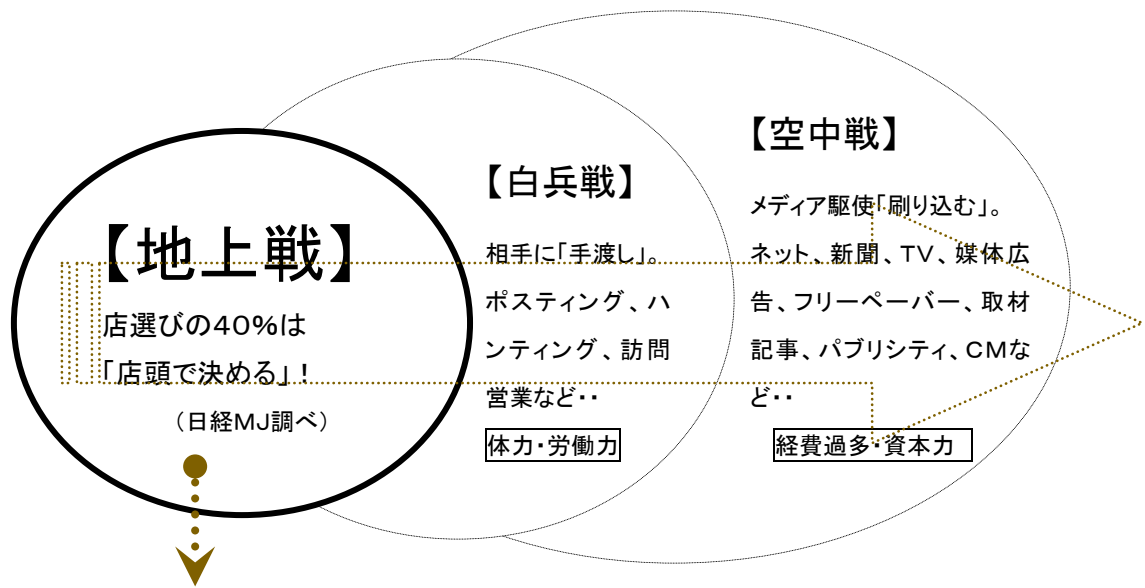 【地上戦】
店選びの40%は
「店頭で決める」!
(日経MJ調べ)
【白兵戦】
相手に「手渡し」。
ポスティング、ハ
ンティング、訪問
営業など・・
体力・労働力
【空中戦】
メディア駆使「刷り込む」。
ネット、新聞、TV、媒体広
告、フリーペーパー、取材
記事、パブリシティ、CMな
ど・・
経費過多・資本力